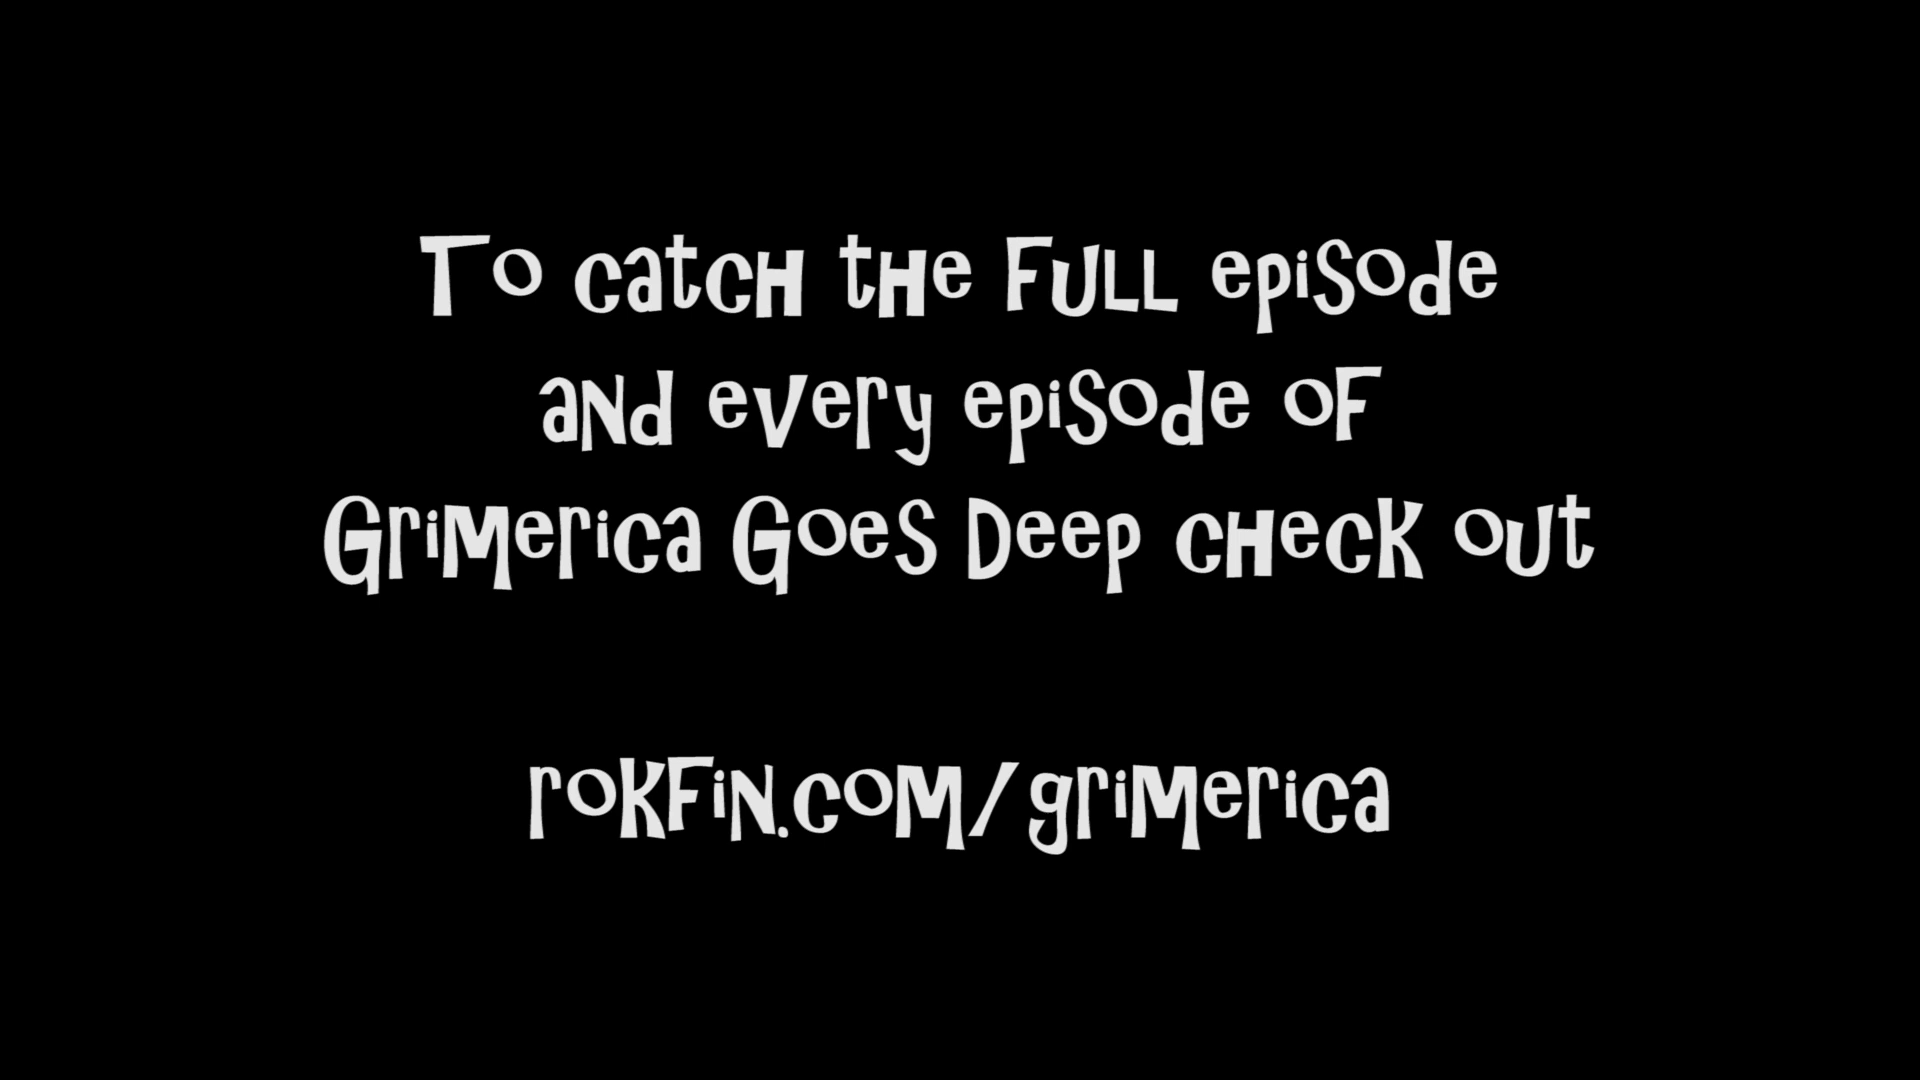 To catch the full episode
and every episode of
Grimerica Goes Deep check out
rokfin.com/grimerica